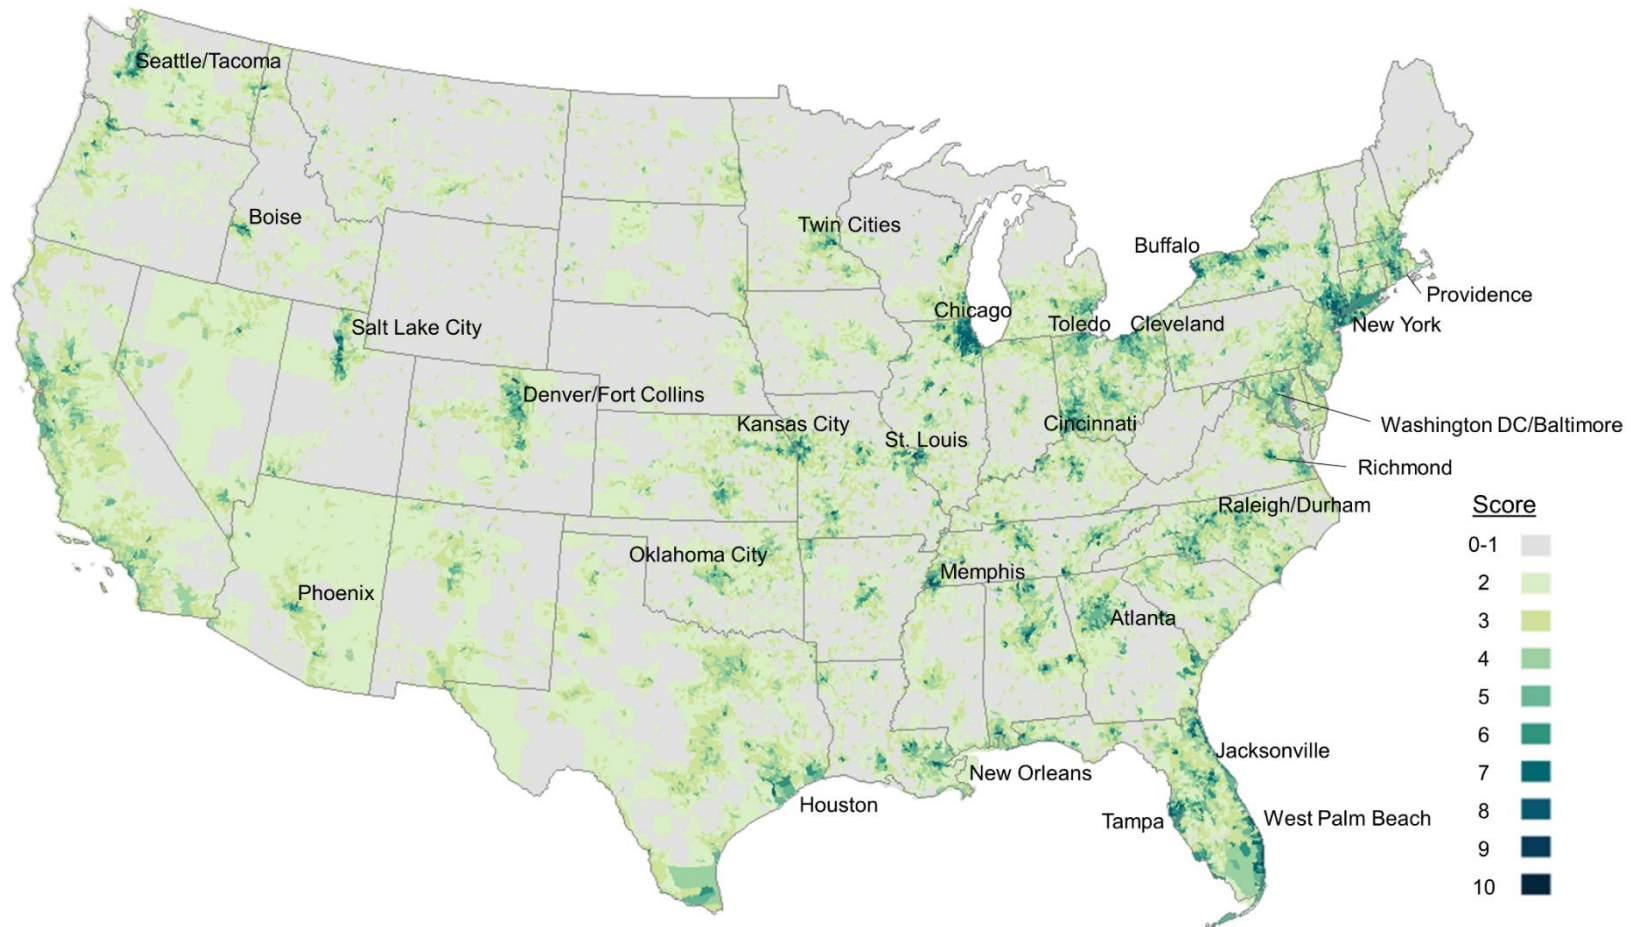 Seattle/Tacoma
Boise
Twin Cities
Buffalo
Providence
Chicago
Toledo
Cleveland
New York
Salt Lake City
Denver/Fort Collins
Kansas City
St. Louis
Cincinnati
Washington DC/Baltimore
Richmond
Raleigh/Durham
Oklahoma City
Memphis
Phoenix
Atlanta
Jacksonville
New Orleans
Houston
Tampa
West Palm Beach
Score
0-1
2
3
4
5
6
7
8
9
10